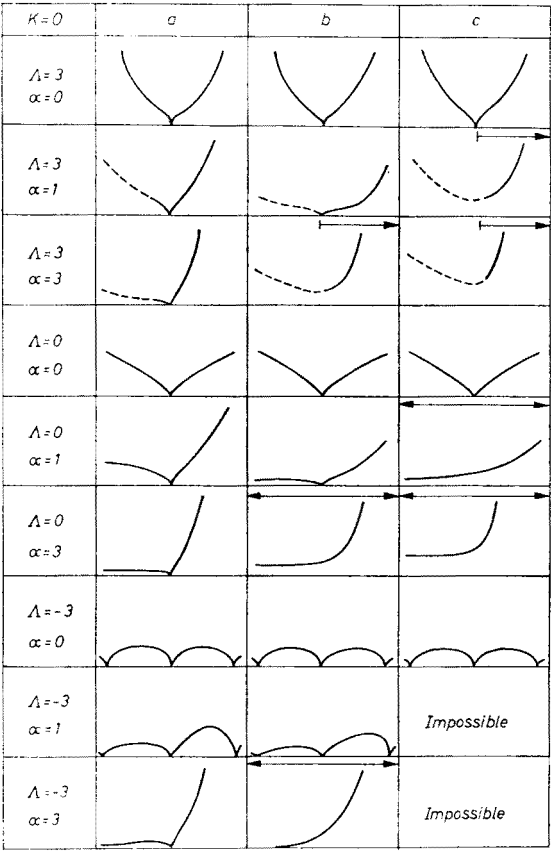 K=0 a b c
Λ=3
α=0
Λ=3
α=1
Λ=3
α=3
Λ=0
α=0
Λ=0
α=1
Λ=0
α=3
Λ=-3
α=0
Λ=-3
α=1
Impossible
Λ=-3
α=3
Impossible